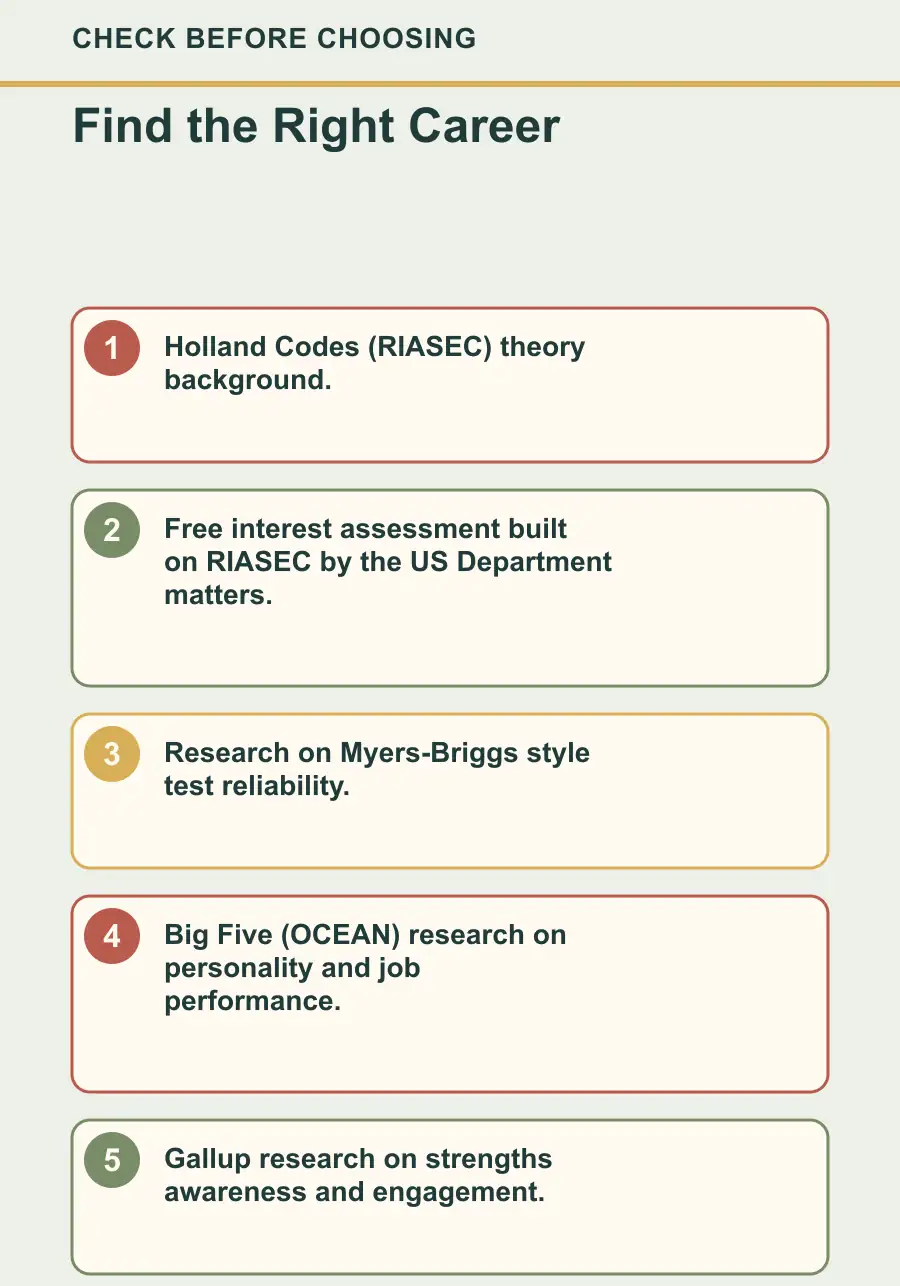 CHECK BEFORE CHOOSING
Find the Right Career
1
Holland Codes (RIASEC) theory
background.
2
Free interest assessment built
on RIASEC by the US Department
matters.
3
Research on Myers-Briggs style
test reliability.
4
Big Five (OCEAN) research on
personality and job
performance.
5
Gallup research on strengths
awareness and engagement.